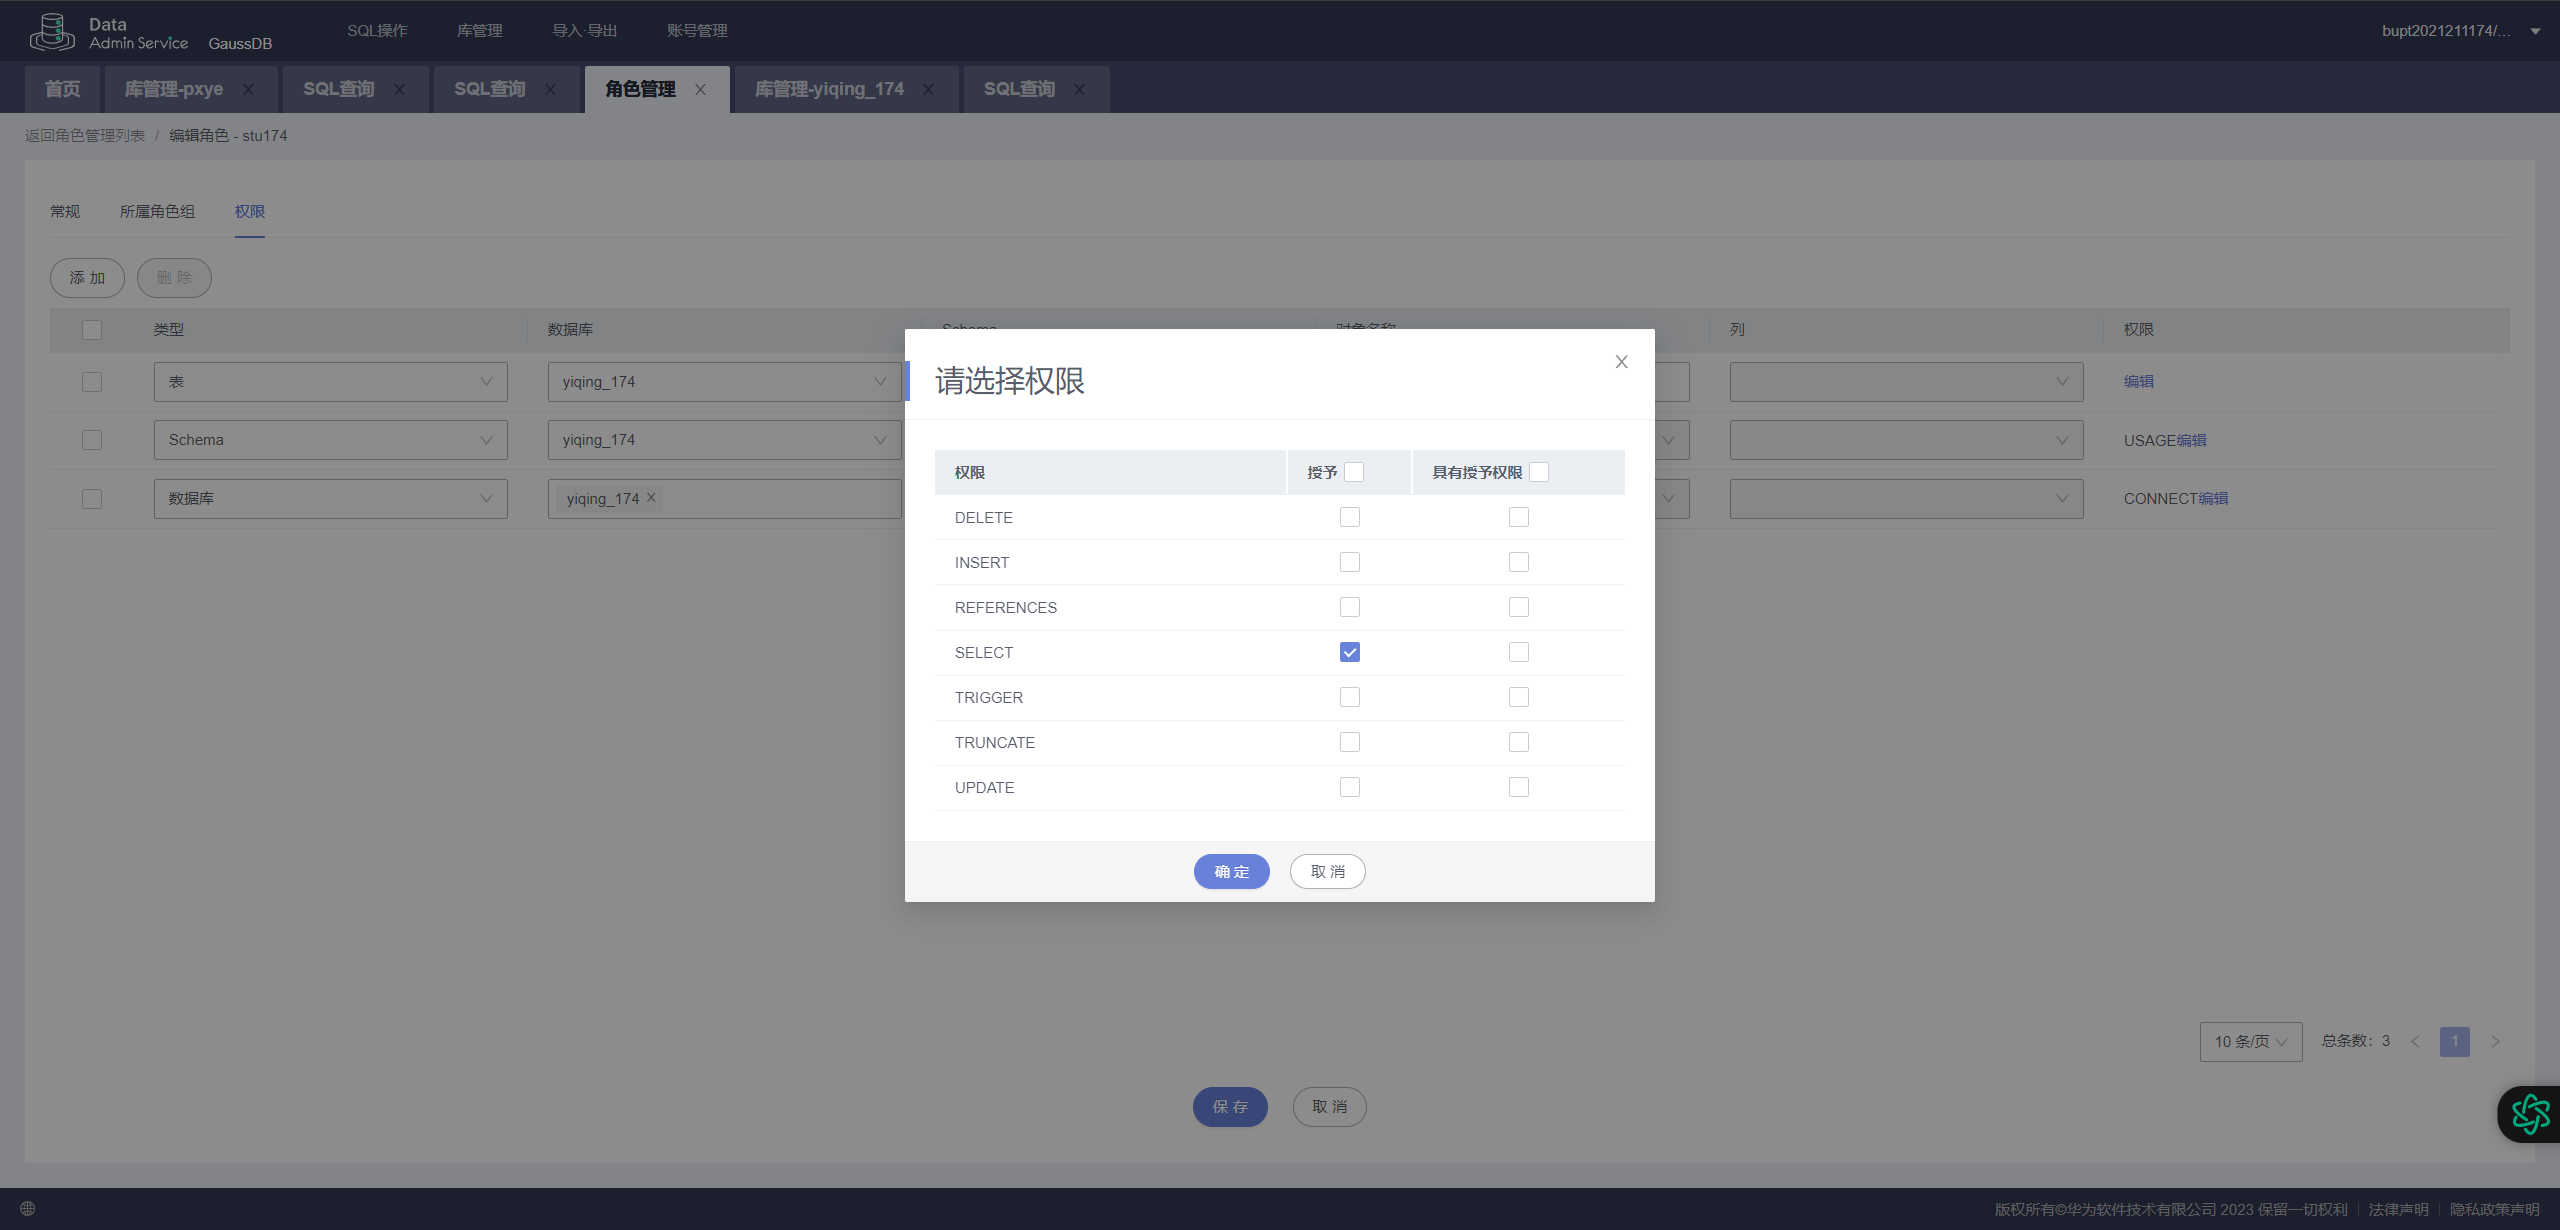 Data
Admin Service GaussDB SQL操作 库管理 导入·导出 账号管理 bupt2021211174/...
首页 库管理-pxye SQL查询 SQL查询 角色管理 库管理-yiqing_174 SQL查询
返回角色管理列表 / 编辑角色 - stu174
常规 所属角色组 权限
添加 删除
类型 数据库 Schema 对象名称 列 权限
表 yiqing_174 编辑
Schema yiqing_174 USAGE编辑
数据库 yiqing_174 CONNECT编辑
请选择权限
权限 授予 具有授予权限
DELETE
INSERT
REFERENCES
SELECT
TRIGGER
TRUNCATE
UPDATE
确定 取消
10 条/页 总条数：3 < 1 >
保存 取消
版权所有©华为软件技术有限公司 2023 保留一切权利 | 法律声明 | 隐私政策声明